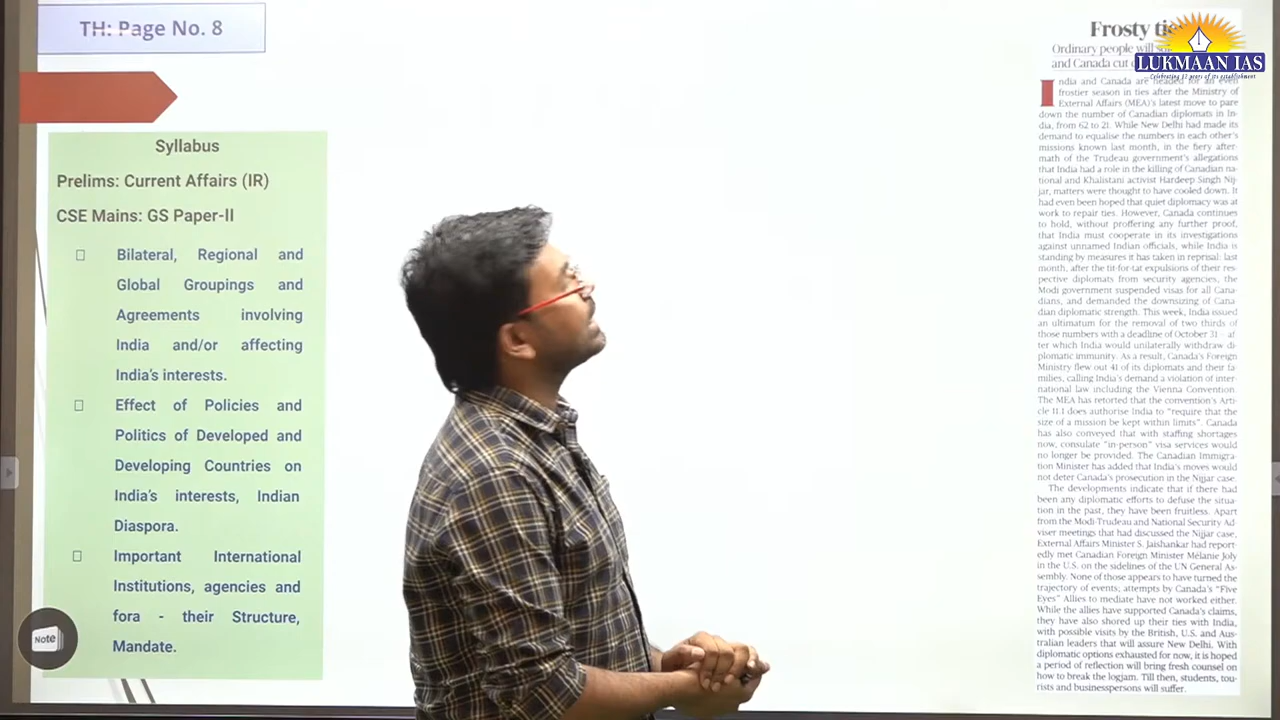 TH: Page No. 8
Syllabus
Prelims: Current Affairs (IR)
CSE Mains: GS Paper-II
Bilateral, Regional and
Global Groupings and
Agreements involving
India and/or affecting
India's interests.
Effect of Policies and
Politics of Developed and
Developing Countries on
India's interests, Indian
Diaspora.
Important International
Institutions, agencies and
fora - their Structure,
Mandate.
Note
Frosty
LUKMAAN IAS
Celebrating 11 years of its establishment
Ordinary people will
and Canada cut
India and Canada are headed for an even
frostier season in ties after the Ministry of
External Affairs (MEA)'s latest move to pare
down the number of Canadian diplomats in In-
dia, from 62 to 21. While New Delhi had made its
demand to equalise the numbers in each other's
missions known last month, in the fiery after-
math of the Trudeau government's allegations
that India had a role in the killing of Canadian na-
tional and Khalistani activist Hardeep Singh Nij-
jar, matters were thought to have cooled down. It
had even been hoped that quiet diplomacy was at
work to repair ties. However, Canada continues
to hold, without proffering any further proof,
that India must cooperate in its investigations
against unnamed Indian officials, while India is
standing by measures it has taken in reprisal: last
month, after the tit-for-tat expulsions of their res-
pective diplomats from security agencies, the
Modi government suspended visas for all Cana-
dians, and demanded the downsizing of Cana-
dian diplomatic strength. This week, India issued
an ultimatum for the removal of two thirds of
those numbers with a deadline of October 31 - af-
ter which India would unilaterally withdraw di-
plomatic immunity. As a result, Canada's Foreign
Ministry flew out 41 of its diplomats and their fa-
milies, calling India's demand a violation of inter-
national law including the Vienna Convention.
The MEA has retorted that the convention's Arti-
cle 11.1 does authorise India to "require that the
size of a mission be kept within limits". Canada
has also conveyed that with staffing shortages
now, consulate "in-person" visa services would
no longer be provided. The Canadian Immigra-
tion Minister has added that India's moves would
not deter Canada's prosecution in the Nijjar case.
The developments indicate that if there had
been any diplomatic efforts to defuse the situa-
tion in the past, they have been fruitless. Apart
from the Modi-Trudeau and National Security Ad-
viser meetings that had discussed the Nijjar case,
External Affairs Minister S. Jaishankar had report-
edly met Canadian Foreign Minister Mélanie Joly
in the U.S. on the sidelines of the UN General As-
sembly. None of those appears to have turned the
trajectory of events; attempts by Canada's "Five
Eyes" Allies to mediate have not worked either.
While the allies have supported Canada's claims,
they have also shored up their ties with India,
with possible visits by the British, U.S. and Aus-
tralian leaders that will assure New Delhi. With
diplomatic options exhausted for now, it is hoped
a period of reflection will bring fresh counsel on
how to break the logjam. Till then, students, tou-
rists and businesspersons will suffer.